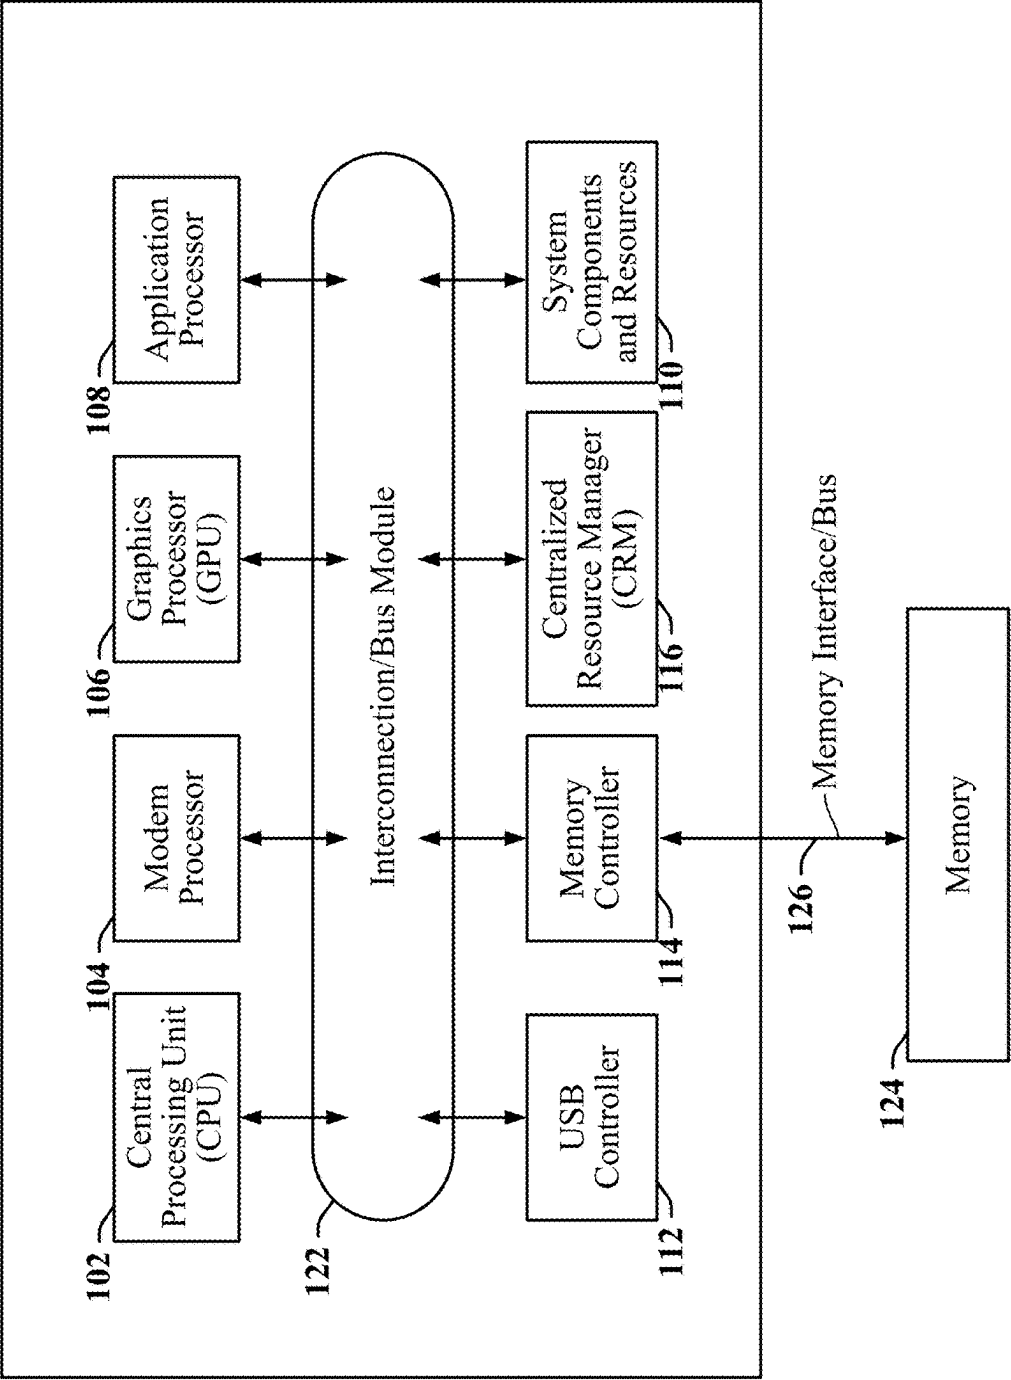 102
Central
Processing Unit
(CPU)
104
Modem
Processor
106
Graphics
Processor
(GPU)
108
Application
Processor
122
Interconnection/Bus Module
112
USB
Controller
114
Memory
Controller
116
Centralized
Resource Manager
(CRM)
110
System
Components
and Resources
126
Memory Interface/Bus
124
Memory